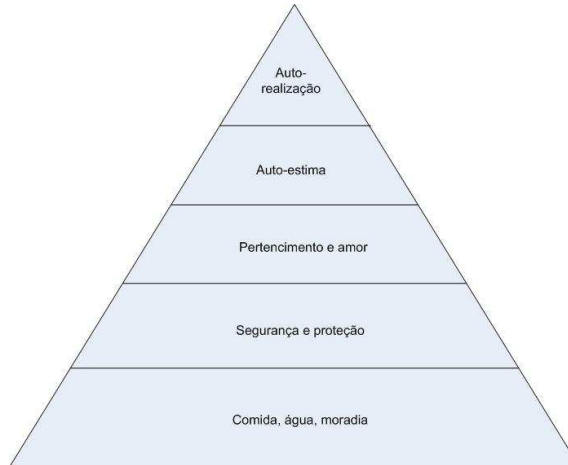 Auto-
realização
Auto-estima
Pertencimento e amor
Segurança e proteção
Comida, água, moradia